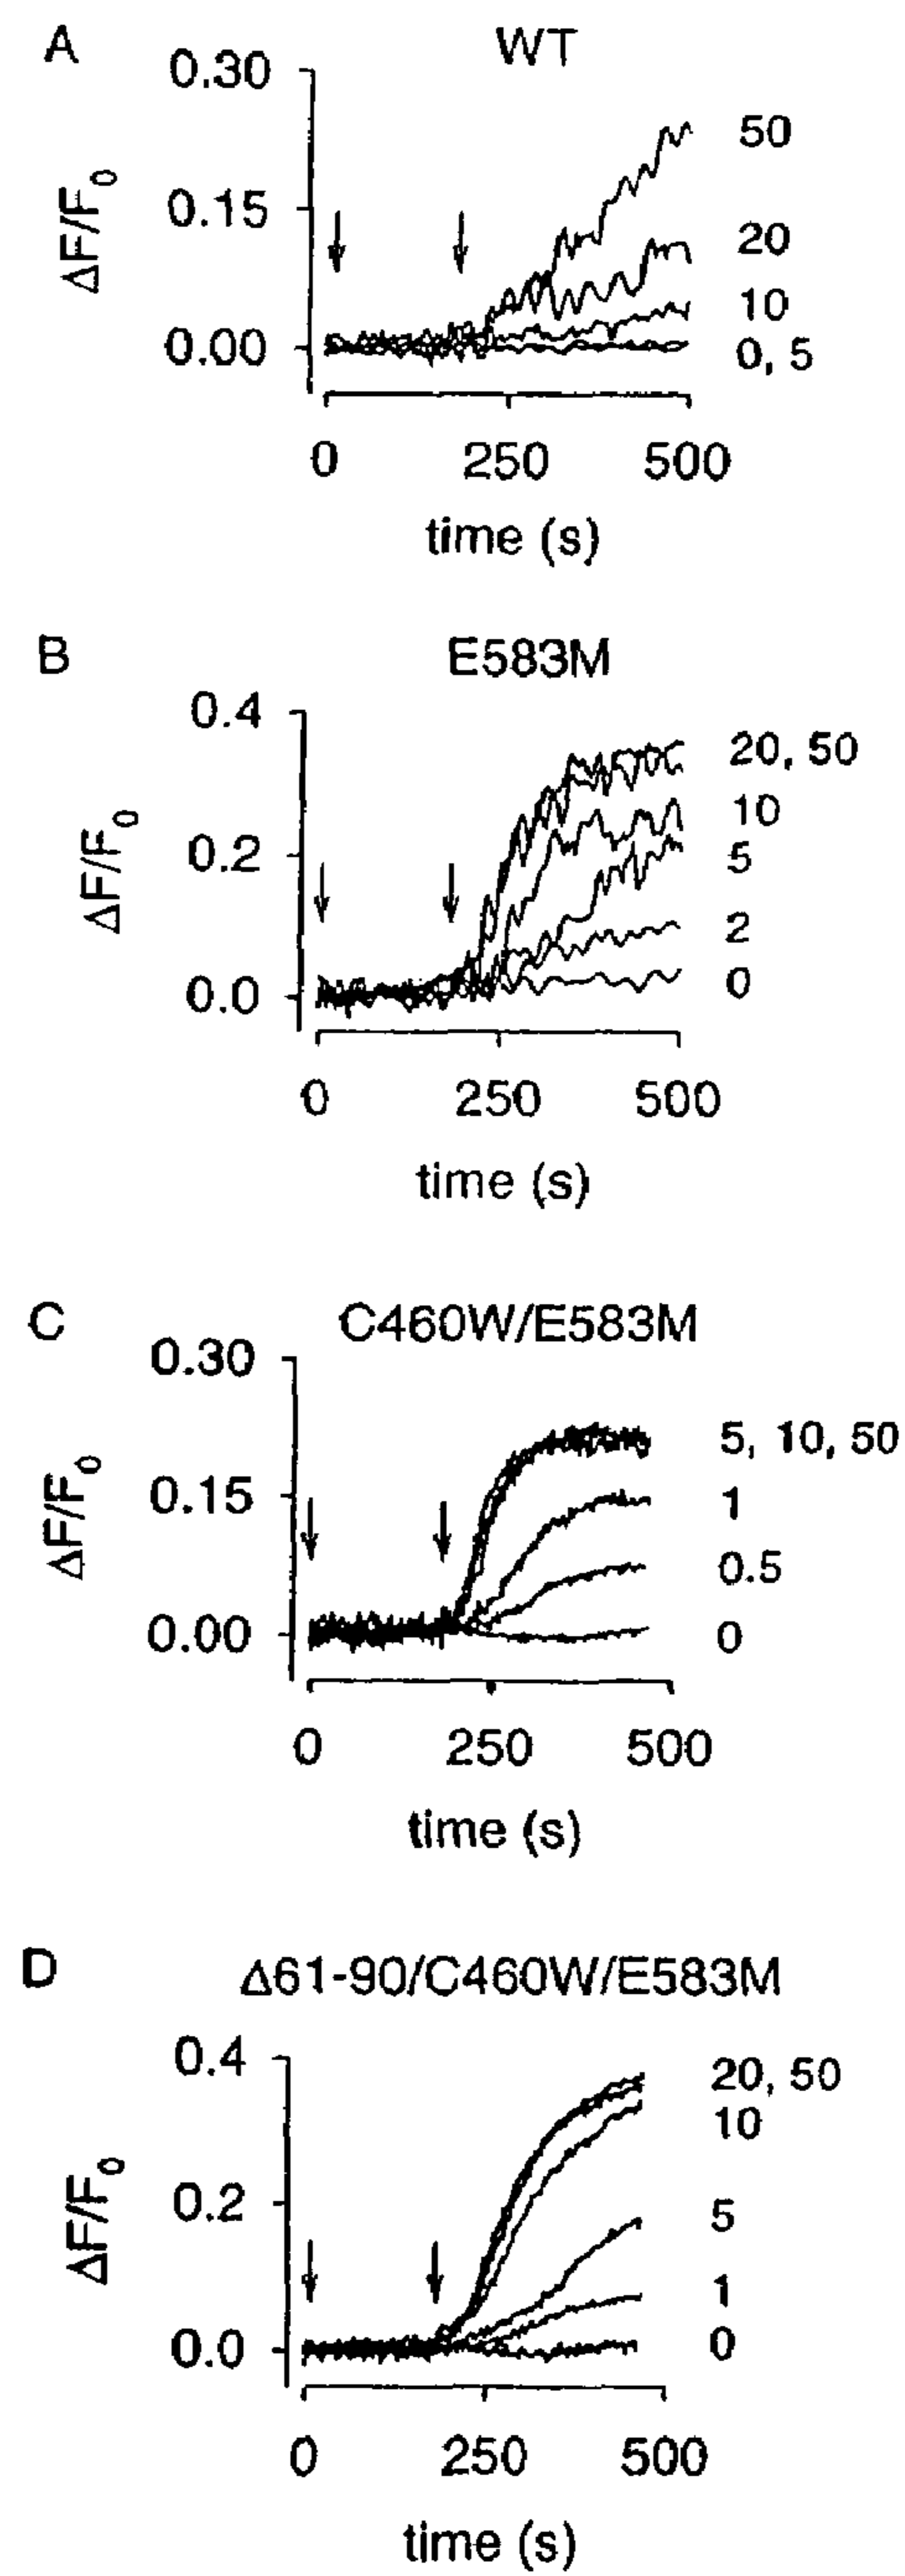 A
WT
0.30
0.15
0.00
ΔF/F0
50
20
10
0, 5
0 250 500
time (s)
B
E583M
0.4
0.2
0.0
ΔF/F0
20, 50
10
5
2
0
0 250 500
time (s)
C
C460W/E583M
0.30
0.15
0.00
ΔF/F0
5, 10, 50
1
0.5
0
0 250 500
time (s)
D
Δ61-90/C460W/E583M
0.4
0.2
0.0
ΔF/F0
20, 50
10
5
1
0
0 250 500
time (s)